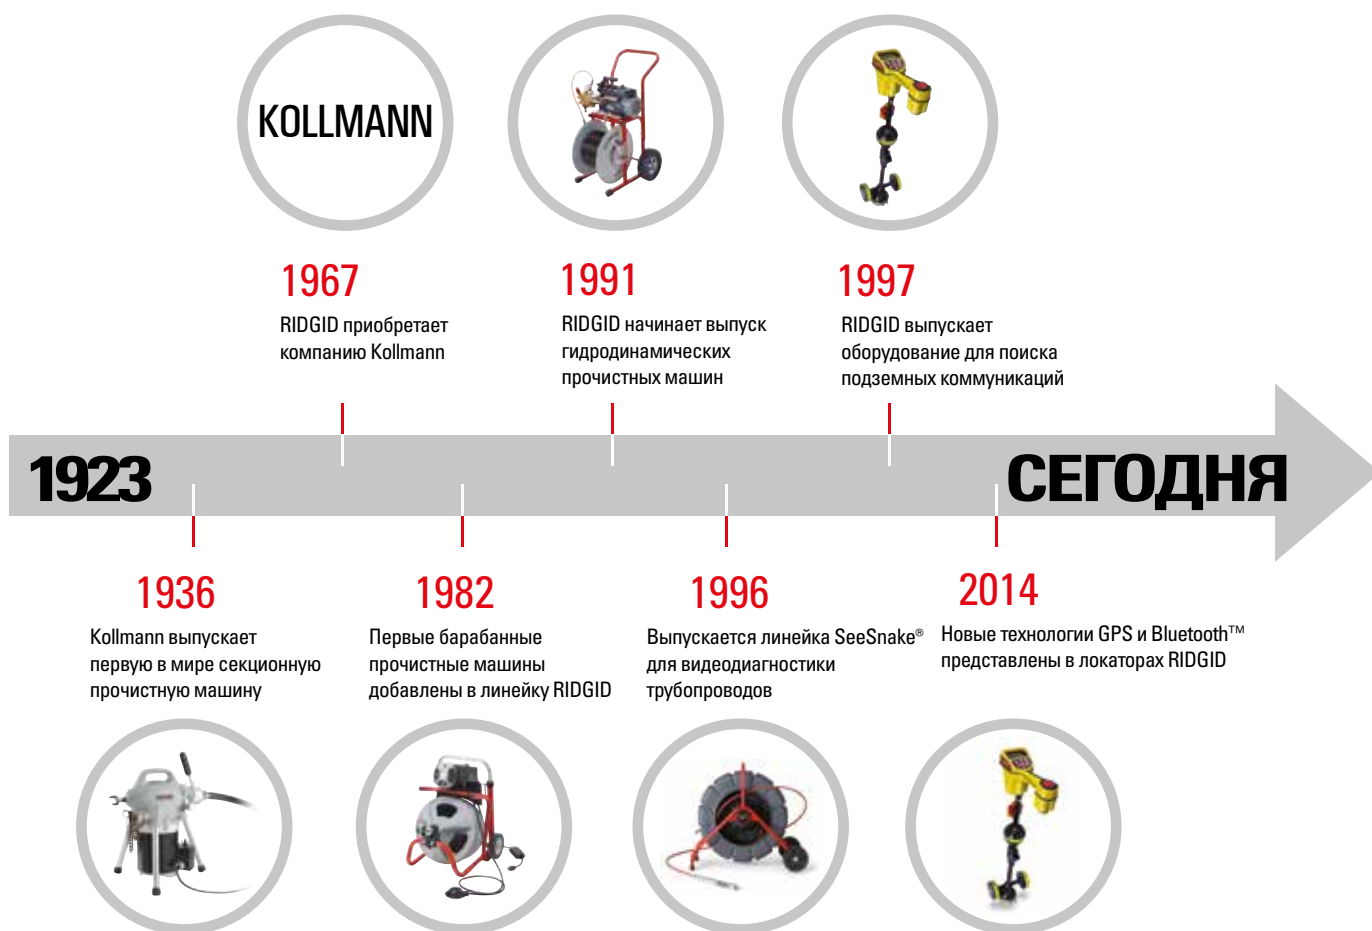 KOLLMANN
1967
RIDGID приобретает
компанию Kollmann
1991
RIDGID начинает выпуск
гидродинамических
прочистных машин
1997
RIDGID выпускает
оборудование для поиска
подземных коммуникаций
1923
СЕГОДНЯ
1936
Kollmann выпускает
первую в мире секционную
прочистную машину
1982
Первые барабанные
прочистные машины
добавлены в линейку RIDGID
1996
Выпускается линейка SeeSnake®
для видеодиагностики
трубопроводов
2014
Новые технологии GPS и Bluetooth™
представлены в локаторах RIDGID